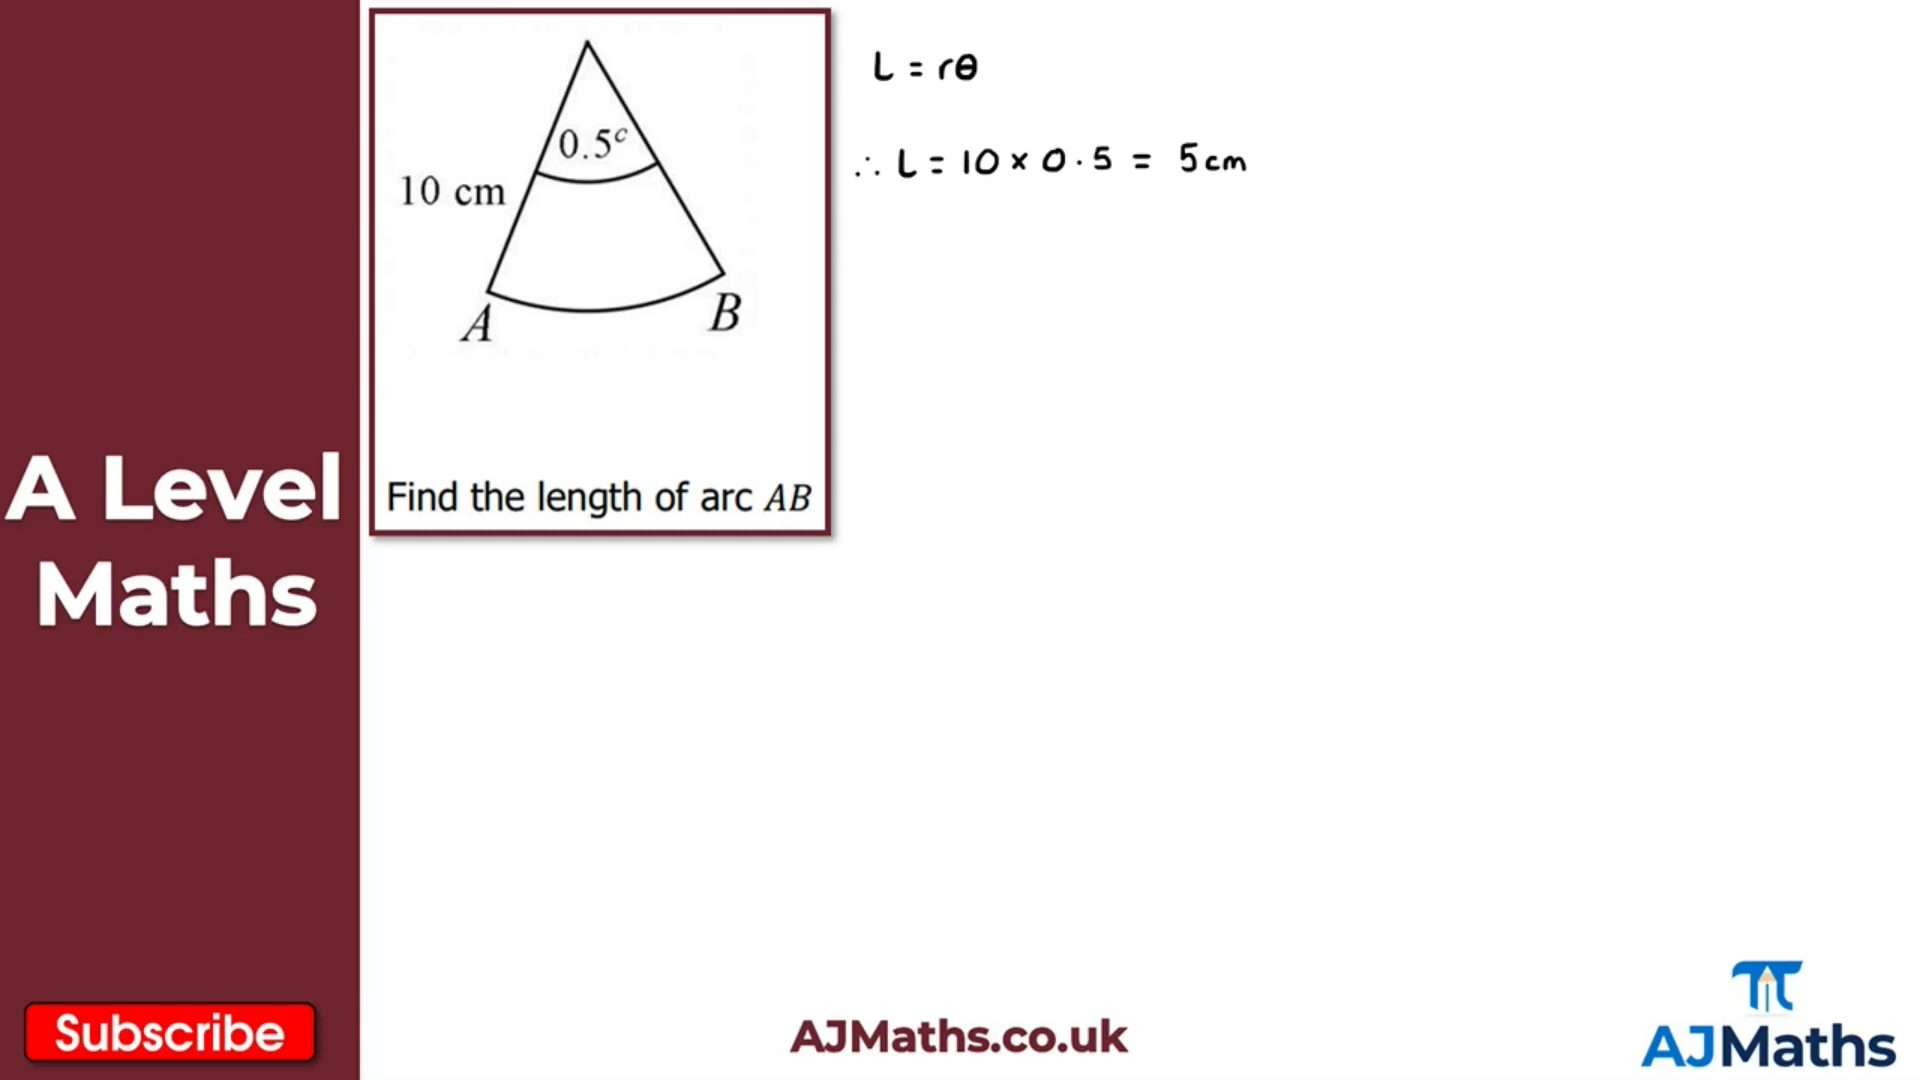 A Level
Maths
0.5ᶜ
10 cm
A
B
Find the length of arc AB
L = rθ
∴ L = 10 × 0.5 = 5cm
Subscribe
AJMaths.co.uk
AJMaths